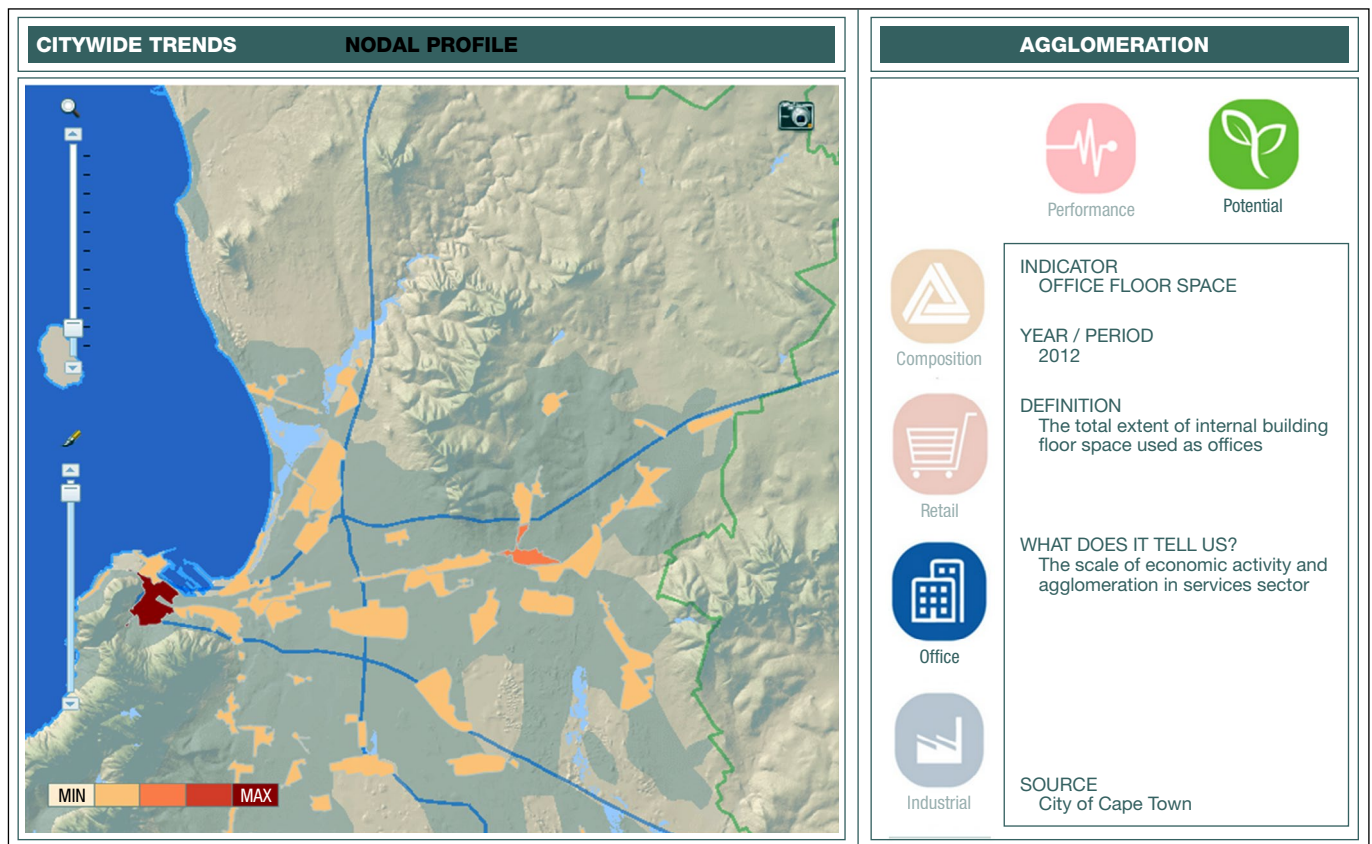 CITYWIDE TRENDS
NODAL PROFILE
AGGLOMERATION
MIN
MAX
Performance
Potential
Composition
Retail
Office
Industrial
INDICATOR
OFFICE FLOOR SPACE
YEAR / PERIOD
2012
DEFINITION
The total extent of internal building
floor space used as offices
WHAT DOES IT TELL US?
The scale of economic activity and
agglomeration in services sector
SOURCE
City of Cape Town